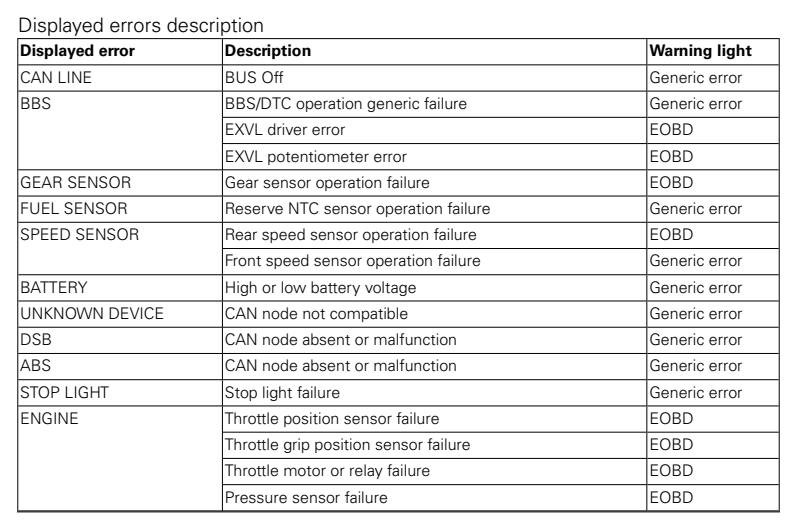 Displayed errors description
Displayed error Description Warning light
CAN LINE BUS Off Generic error
BBS BBS/DTC operation generic failure Generic error
EXVL driver error EOBD
EXVL potentiometer error EOBD
GEAR SENSOR Gear sensor operation failure EOBD
FUEL SENSOR Reserve NTC sensor operation failure Generic error
SPEED SENSOR Rear speed sensor operation failure EOBD
Front speed sensor operation failure Generic error
BATTERY High or low battery voltage Generic error
UNKNOWN DEVICE CAN node not compatible Generic error
DSB CAN node absent or malfunction Generic error
ABS CAN node absent or malfunction Generic error
STOP LIGHT Stop light failure Generic error
ENGINE Throttle position sensor failure EOBD
Throttle grip position sensor failure EOBD
Throttle motor or relay failure EOBD
Pressure sensor failure EOBD